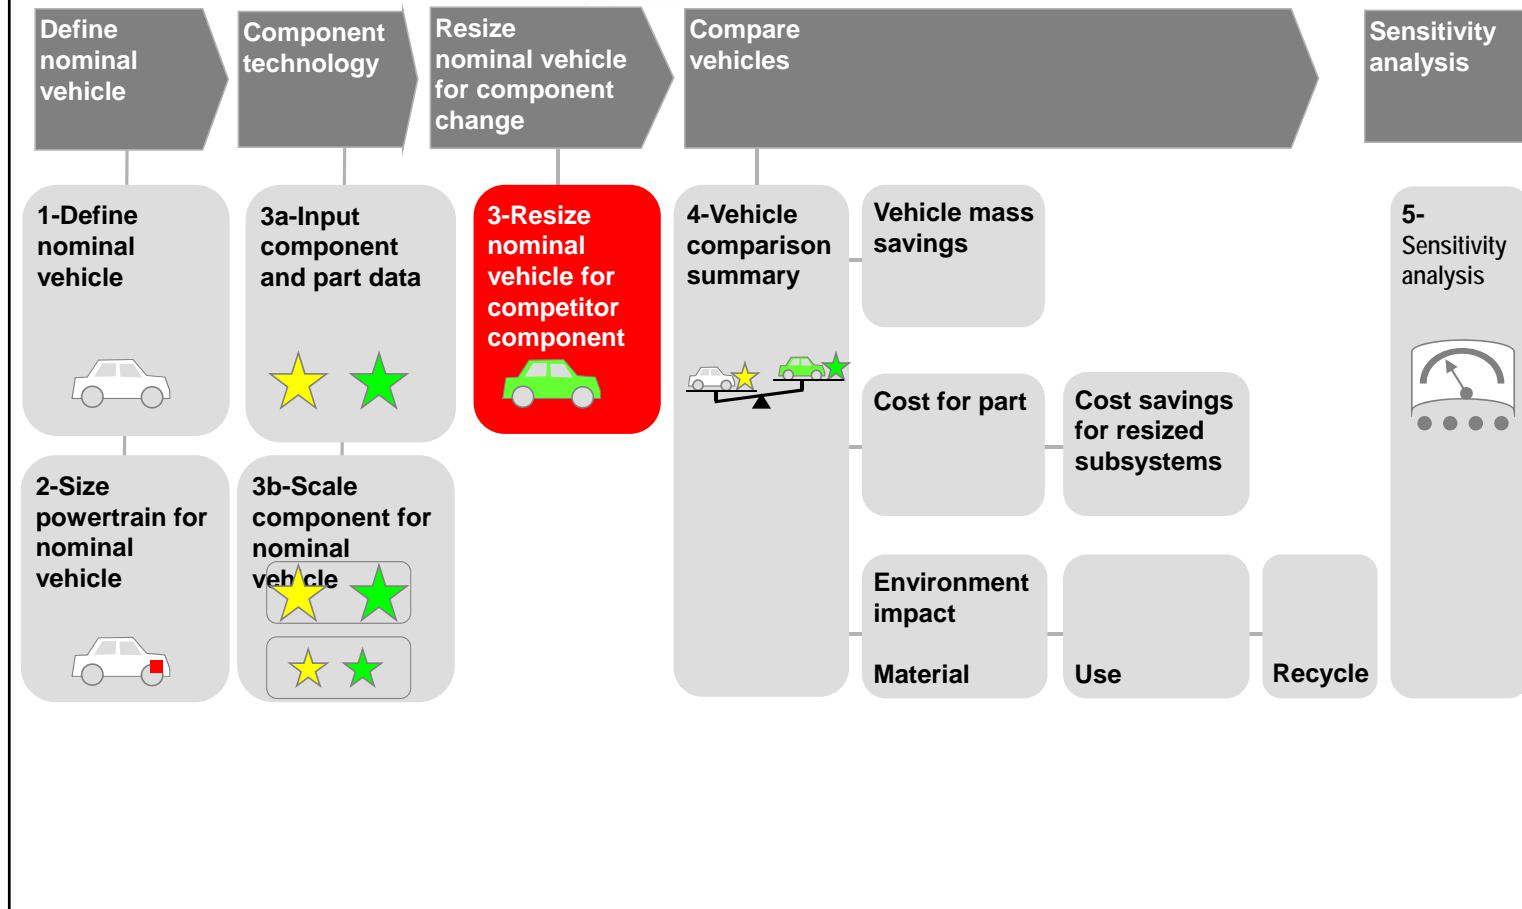 Define
nominal
vehicle
Component
technology
Resize
nominal vehicle
for component
change
Compare
vehicles
Sensitivity
analysis
1-Define
nominal
vehicle
3a-Input
component
and part data
3-Resize
nominal
vehicle for
competitor
component
4-Vehicle
comparison
summary
Vehicle mass
savings
5-
Sensitivity
analysis
Cost for part
Cost savings
for resized
subsystems
2-Size
powertrain for
nominal
vehicle
3b-Scale
component for
nominal
vehicle
Environment
impact
Material
Use
Recycle